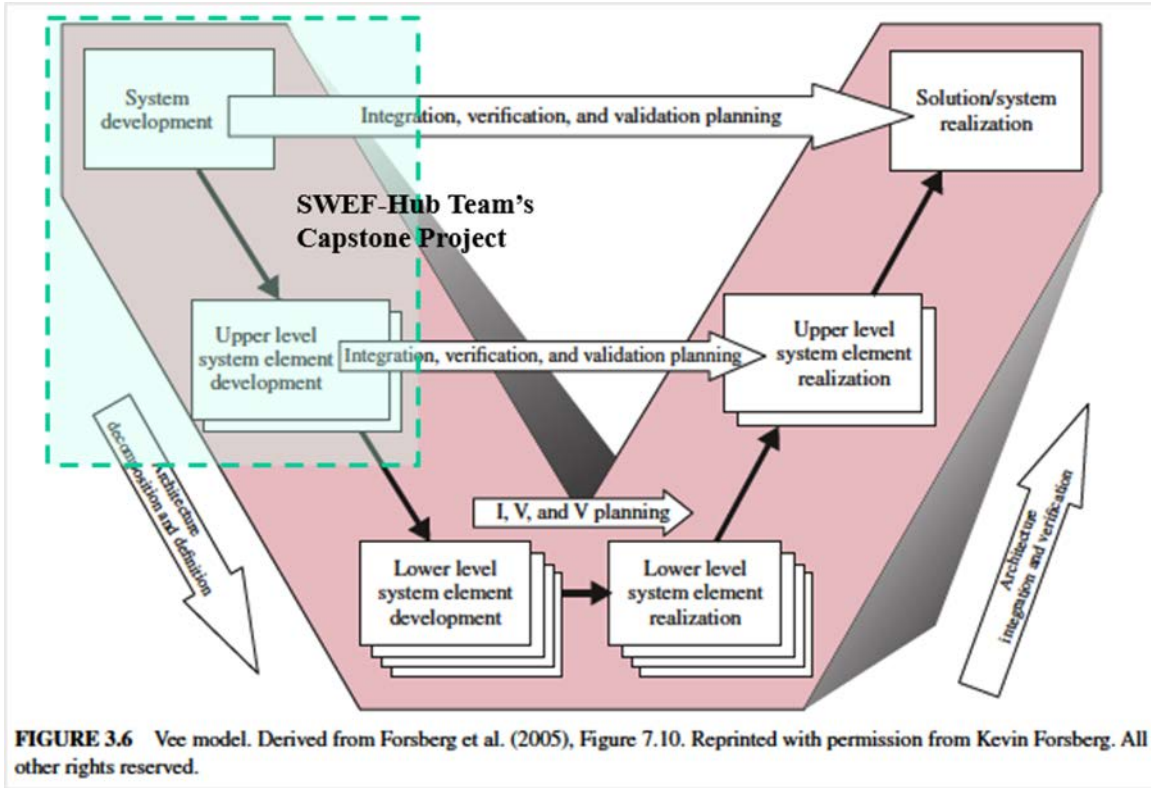 System
development
Integration, verification, and validation planning
Solution/system
realization
SWEF-Hub Team's
Capstone Project
Upper level
system element
development
Integration, verification, and validation planning
Upper level
system element
realization
Architecture
decomposition and definition
I, V, and V planning
Architecture
integration and verification
Lower level
system element
development
Lower level
system element
realization
FIGURE 3.6 Vee model. Derived from Forsberg et al. (2005), Figure 7.10. Reprinted with permission from Kevin Forsberg. All
other rights reserved.